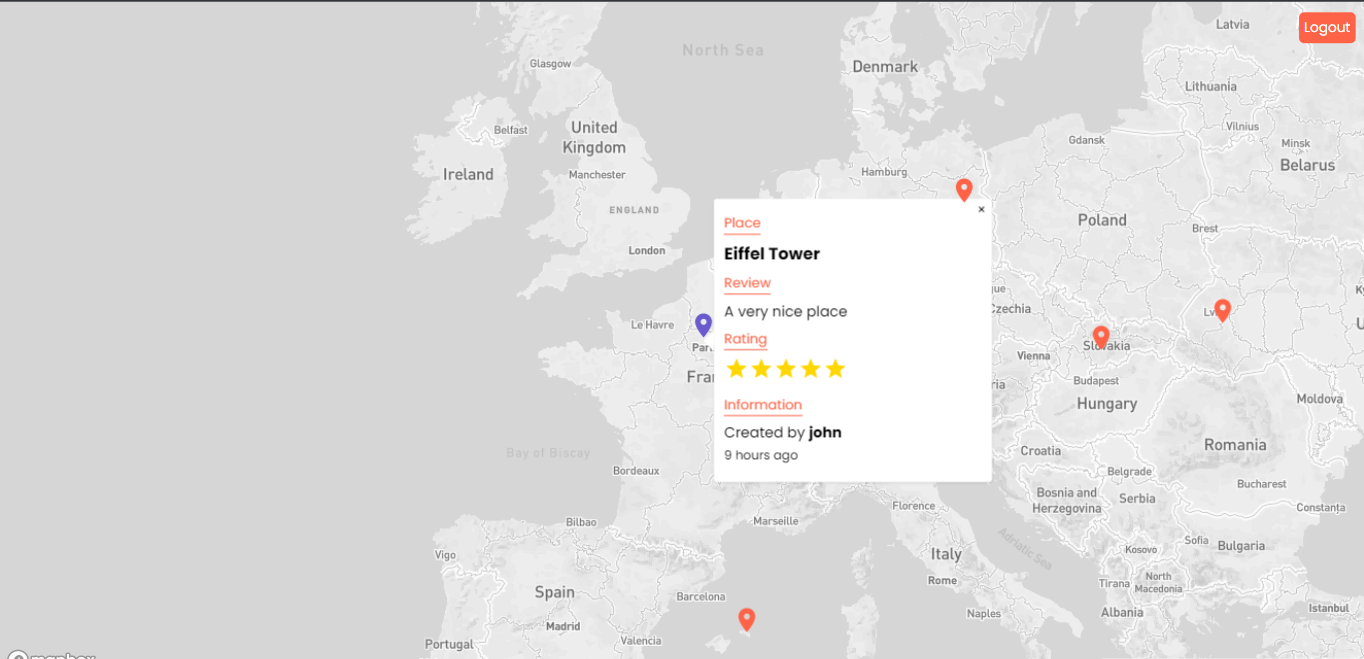 Latvia
Logout
North Sea
Glasgow
Denmark
Lithuania
Belfast
United
Kingdom
Vilnius
Gdansk
Minsk
Belarus
Ireland
Manchester
Hamburg
ENGLAND
Poland
Brest
London
×
Place
Eiffel Tower
Review
A very nice place
Rating
Information
Created by john
9 hours ago
Czechia
Le Havre
Slovakia
Vienna
Budapest
Hungary
Moldova
Romania
Croatia
Bay of Biscay
Bordeaux
Belgrade
Bosnia and
Herzegovina
Serbia
Bucharest
Constanța
Florence
Marseille
Bilbao
Adriatic Sea
Vigo
Italy
Kosovo
Sofia
Bulgaria
Rome
Tirana
North
Macedonia
Spain
Barcelona
Naples
Albania
Istanbul
Madrid
Valencia
Portugal
mapbox